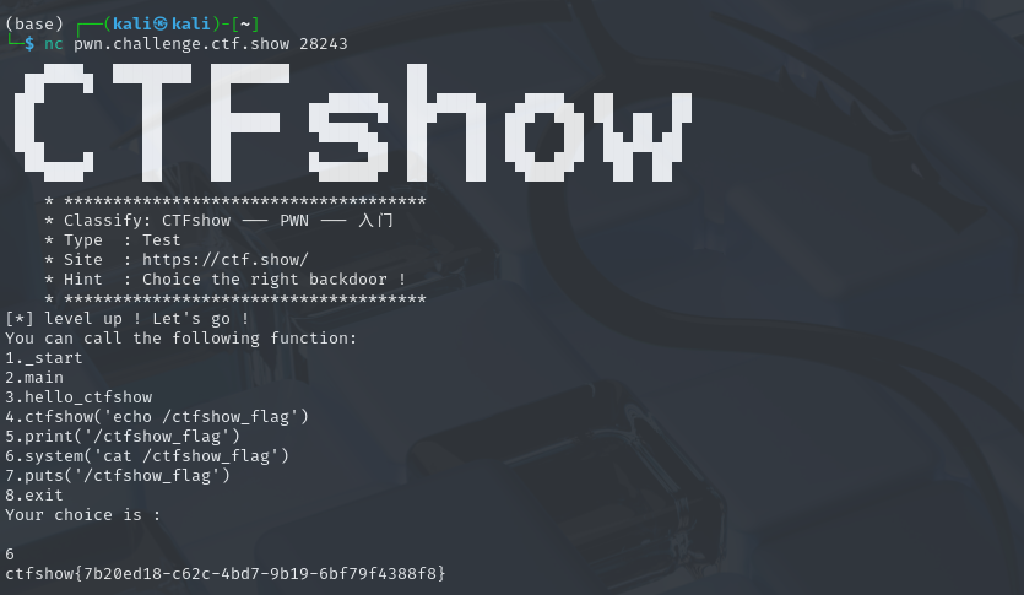 (base) ┌──(kali㉿kali)-[~]
└─$ nc pwn.challenge.ctf.show 28243
CTFshow
* *************************************
* Classify: CTFshow --- PWN --- 入门
* Type  : Test
* Site  : https://ctf.show/
* Hint  : Choice the right backdoor !
* *************************************
[*] level up ! Let's go !
You can call the following function:
1._start
2.main
3.hello_ctfshow
4.ctfshow('echo /ctfshow_flag')
5.print('/ctfshow_flag')
6.system('cat /ctfshow_flag')
7.puts('/ctfshow_flag')
8.exit
Your choice is :
6
ctfshow{7b20ed18-c62c-4bd7-9b19-6bf79f4388f8}